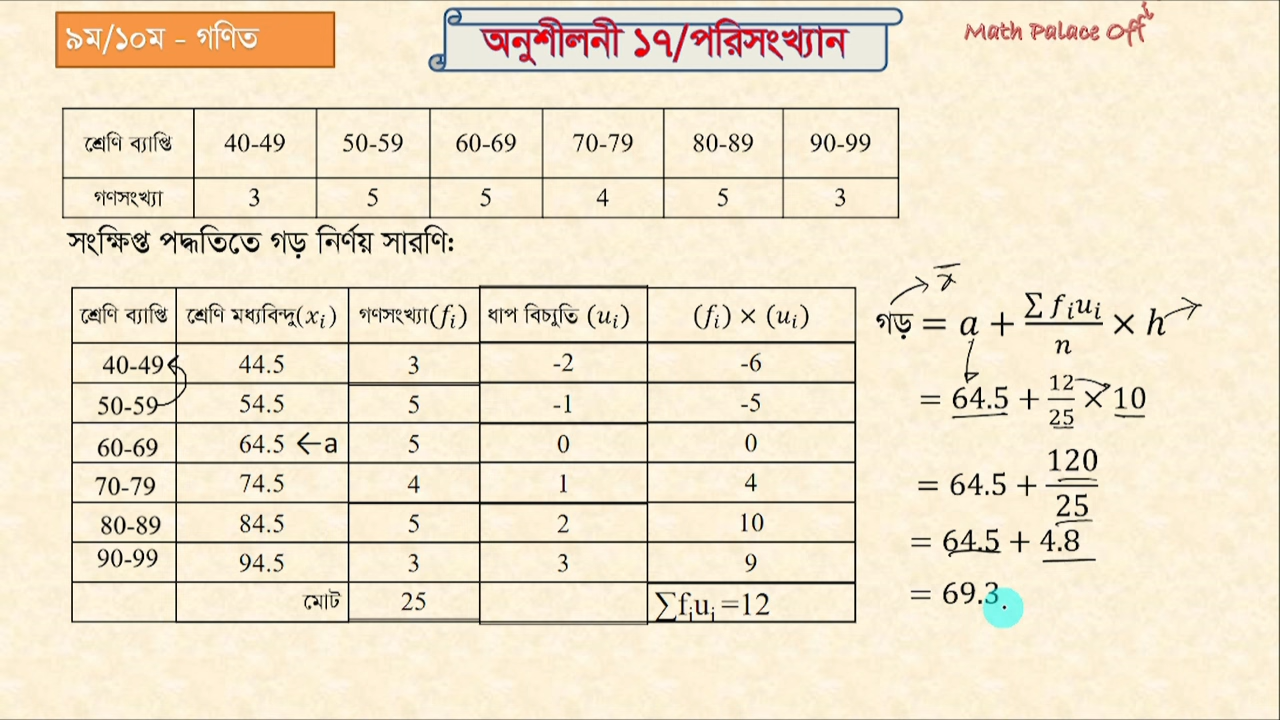 ৯ম/১০ম - গণিত
অনুশীলনী ১৭/পরিসংখ্যান
Math Palace Offi
শ্রেণি ব্যাপ্তি 40-49 50-59 60-69 70-79 80-89 90-99
গণসংখ্যা 3 5 5 4 5 3
সংক্ষিপ্ত পদ্ধতিতে গড় নির্ণয় সারণি:
শ্রেণি ব্যাপ্তি শ্রেণি মধ্যবিন্দু(xᵢ) গণসংখ্যা(fᵢ) ধাপ বিচ্যুতি (uᵢ) (fᵢ) × (uᵢ)
40-49 44.5 3 -2 -6
50-59 54.5 5 -1 -5
60-69 64.5 ←a 5 0 0
70-79 74.5 4 1 4
80-89 84.5 5 2 10
90-99 94.5 3 3 9
মোট 25 ∑fᵢuᵢ =12
x̄
গড় = a + ∑fᵢuᵢ/n × h
= 64.5 + 12/25 × 10
= 64.5 + 120/25
= 64.5 + 4.8
= 69.3.